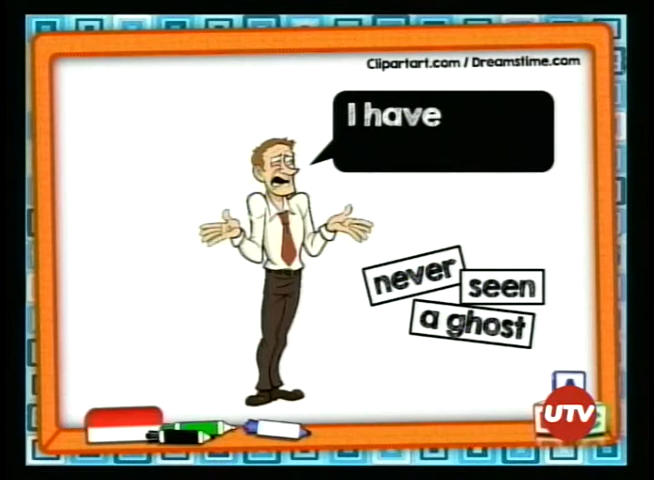 Clipartart.com / Dreamstime.com
I have
never
seen
a ghost
A
UTV